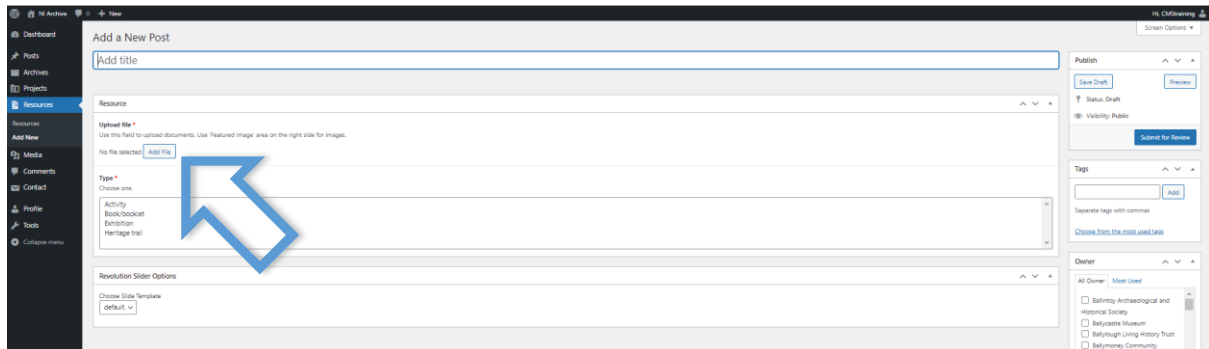 NI Archive 0 + New
Hi, CMStraining
Screen Options
Dashboard
Posts
Archives
Projects
Resources
Resources
Add New
Media
Comments
Contact
Profile
Tools
Collapse menu
Add a New Post
Add title
Resource
Upload file *
Use this field to upload documents. Use 'Featured Image' area on the right side for images.
No file selected Add File
Type *
Choose one.
Activity
Book/booklet
Exhibition
Heritage trail
Revolution Slider Options
Choose Slide Template
default
Publish
Save Draft Preview
Status: Draft
Visibility: Public
Submit for Review
Tags
Add
Separate tags with commas
Choose from the most used tags
Owner
All Owner Most Used
Ballintoy Archaeological and
Historical Society
Ballycastle Museum
Ballylough Living History Trust
Ballymoney Community